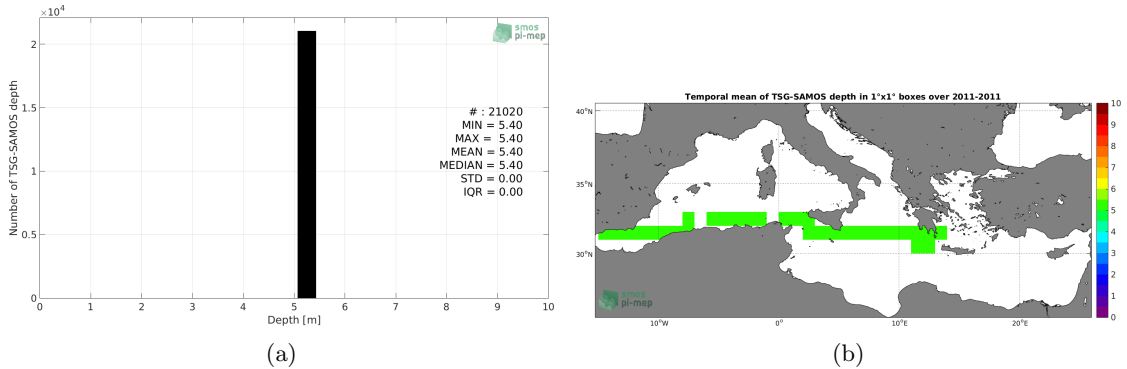 ×10⁴
2
1.5
1
0.5
0
Number of TSG-SAMOS depth
smos
pi-mep
# : 21020
MIN = 5.40
MAX = 5.40
MEAN = 5.40
MEDIAN = 5.40
STD = 0.00
IQR = 0.00
0 1 2 3 4 5 6 7 8 9 10
Depth [m]
(a)
Temporal mean of TSG-SAMOS depth in 1°x1° boxes over 2011-2011
40°N
35°N
30°N
10°W 0° 10°E 20°E
smos
pi-mep
10
9
8
7
6
5
4
3
2
1
0
(b)